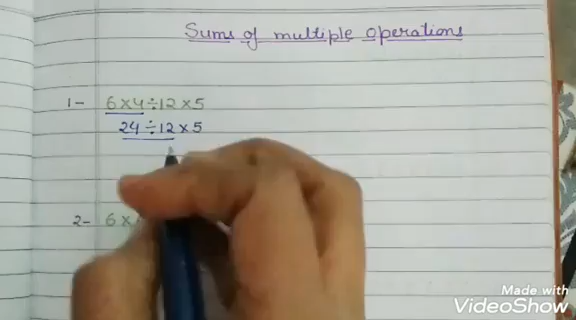 Sums of multiple operations
1- 6×4÷12×5
24÷12×5
2- 6×
Made with
VideoShow